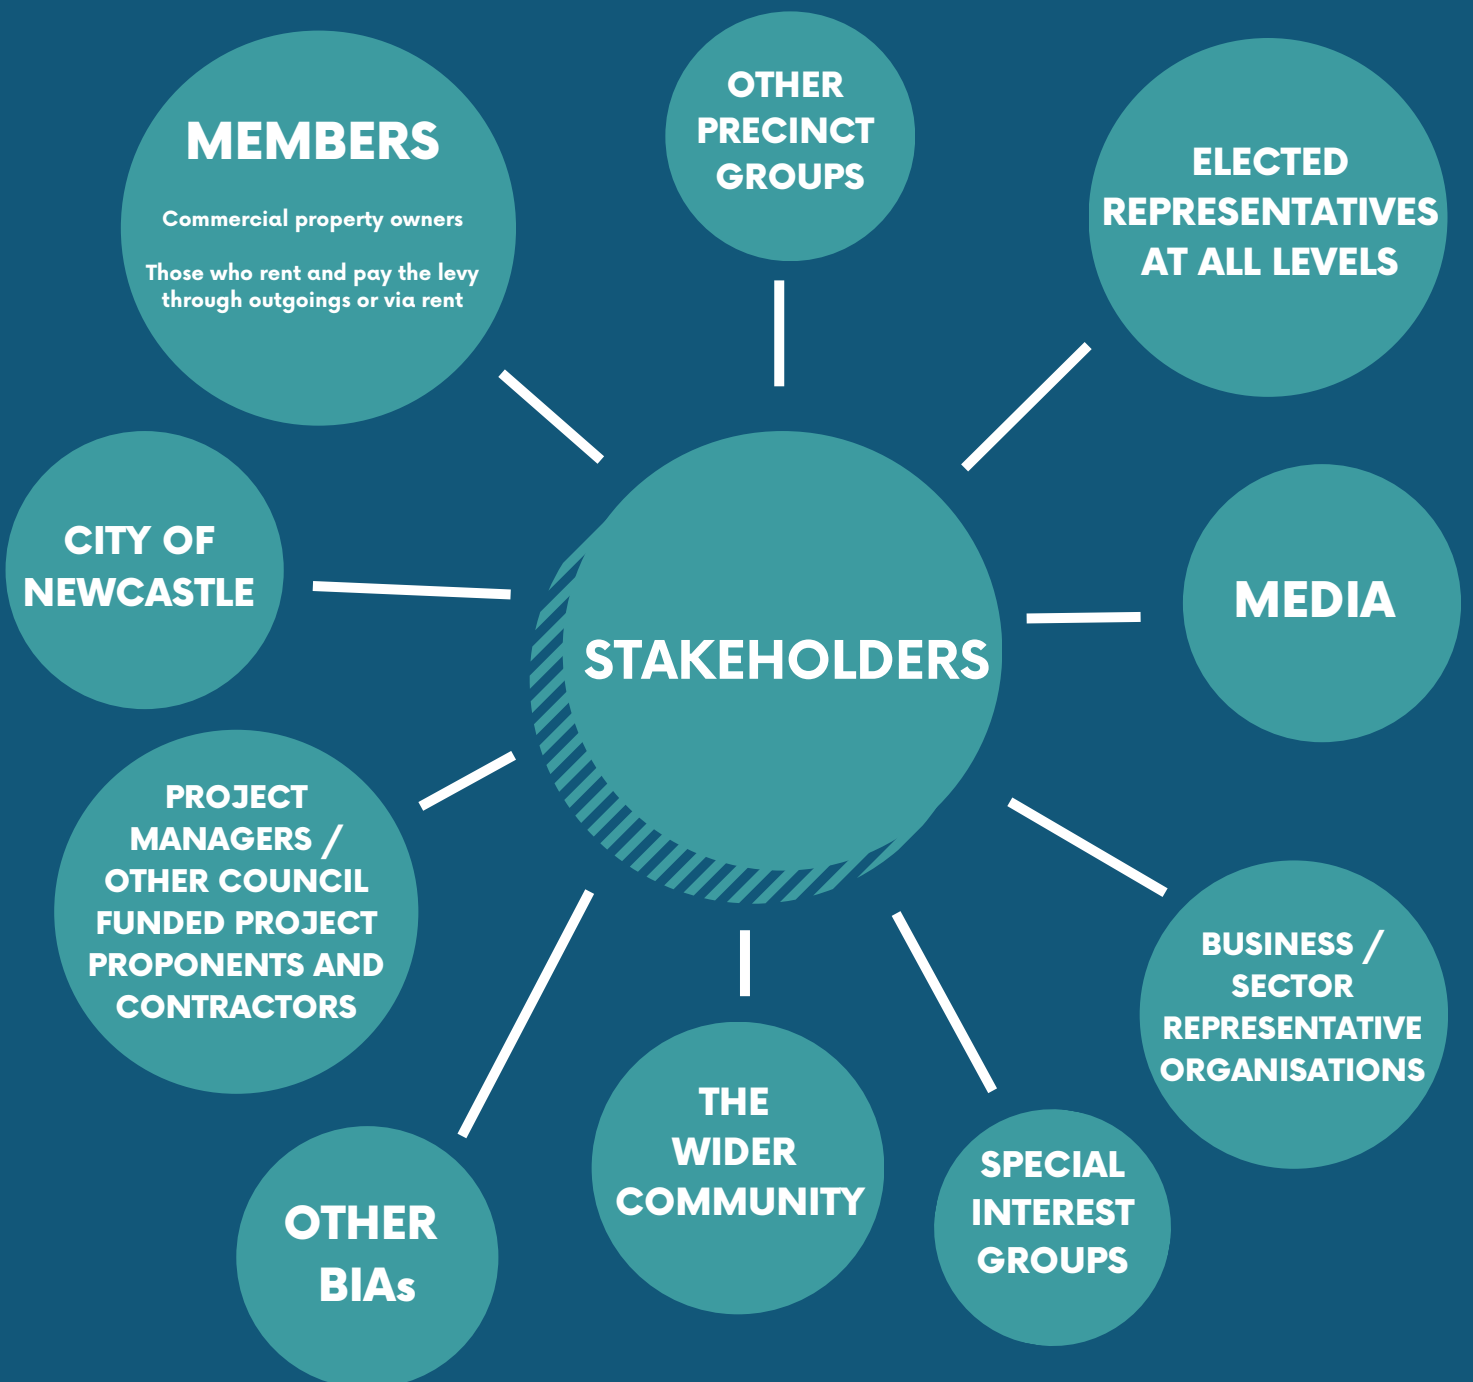 MEMBERS
Commercial property owners
Those who rent and pay the levy
through outgoings or via rent
OTHER
PRECINCT
GROUPS
ELECTED
REPRESENTATIVES
AT ALL LEVELS
CITY OF
NEWCASTLE
STAKEHOLDERS
MEDIA
PROJECT
MANAGERS /
OTHER COUNCIL
FUNDED PROJECT
PROPONENTS AND
CONTRACTORS
BUSINESS /
SECTOR
REPRESENTATIVE
ORGANISATIONS
OTHER
BIAs
THE
WIDER
COMMUNITY
SPECIAL
INTEREST
GROUPS